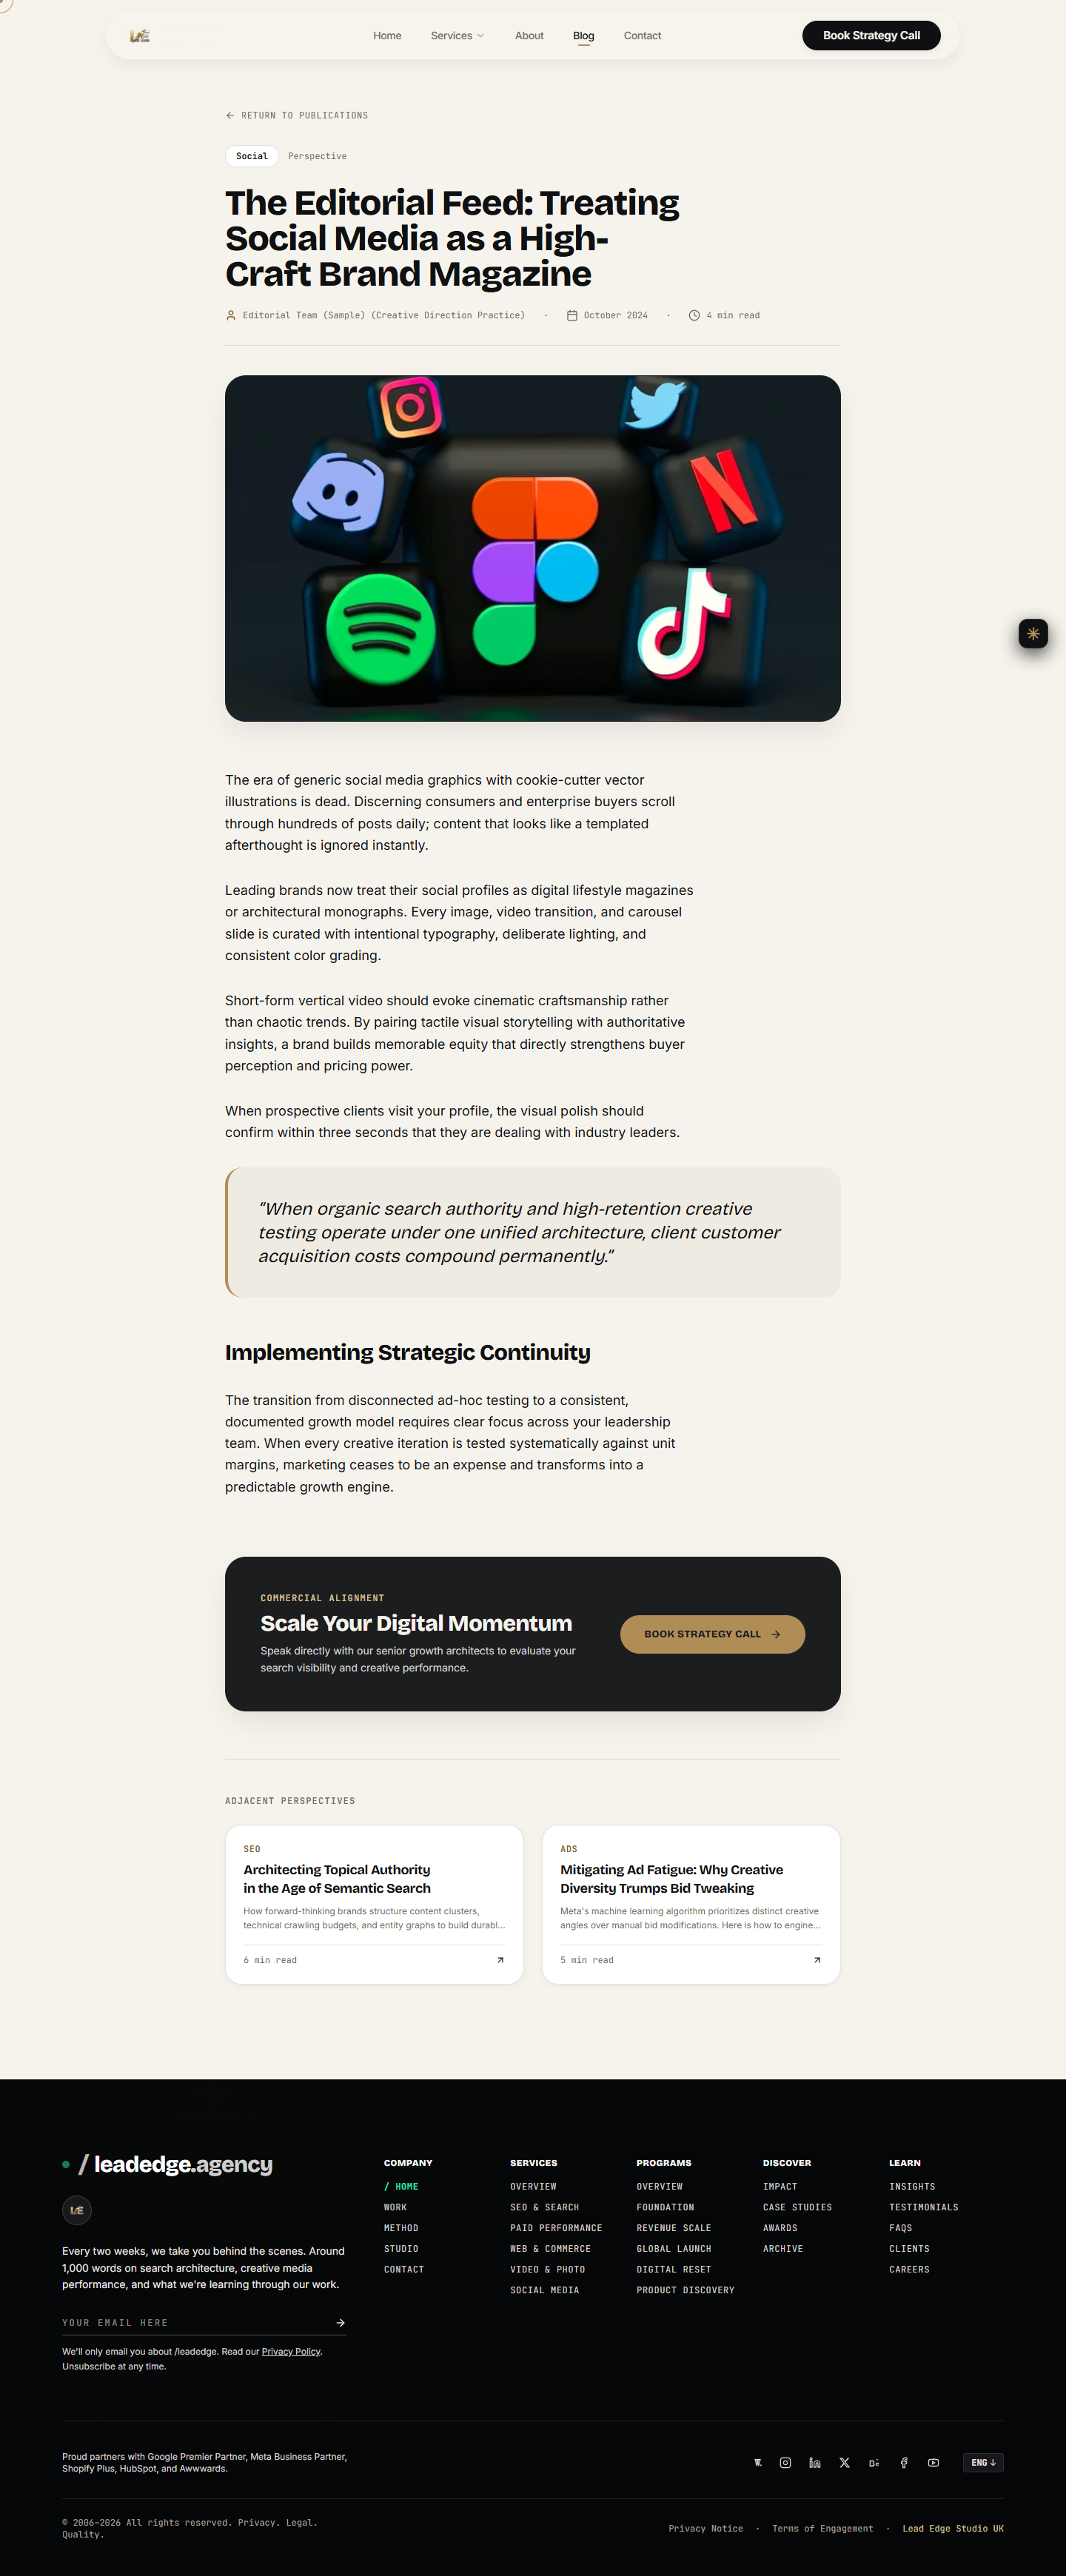 LE
Home Services About Blog Contact Book Strategy Call
RETURN TO PUBLICATIONS
Social Perspective
The Editorial Feed: Treating
Social Media as a High-
Craft Brand Magazine
Editorial Team (Sample) (Creative Direction Practice) · October 2024 · 4 min read
The era of generic social media graphics with cookie-cutter vector
illustrations is dead. Discerning consumers and enterprise buyers scroll
through hundreds of posts daily; content that looks like a templated
afterthought is ignored instantly.
Leading brands now treat their social profiles as digital lifestyle magazines
or architectural monographs. Every image, video transition, and carousel
slide is curated with intentional typography, deliberate lighting, and
consistent color grading.
Short-form vertical video should evoke cinematic craftsmanship rather
than chaotic trends. By pairing tactile visual storytelling with authoritative
insights, a brand builds memorable equity that directly strengthens buyer
perception and pricing power.
When prospective clients visit your profile, the visual polish should
confirm within three seconds that they are dealing with industry leaders.
"When organic search authority and high-retention creative
testing operate under one unified architecture, client customer
acquisition costs compound permanently."
Implementing Strategic Continuity
The transition from disconnected ad-hoc testing to a consistent,
documented growth model requires clear focus across your leadership
team. When every creative iteration is tested systematically against unit
margins, marketing ceases to be an expense and transforms into a
predictable growth engine.
COMMERCIAL ALIGNMENT
Scale Your Digital Momentum
Speak directly with our senior growth architects to evaluate your
search visibility and creative performance.
BOOK STRATEGY CALL
ADJACENT PERSPECTIVES
SEO
Architecting Topical Authority
in the Age of Semantic Search
How forward-thinking brands structure content clusters,
technical crawling budgets, and entity graphs to build durabl...
6 min read
ADS
Mitigating Ad Fatigue: Why Creative
Diversity Trumps Bid Tweaking
Meta's machine learning algorithm prioritizes distinct creative
angles over manual bid modifications. Here is how to engine...
5 min read
/ leadedge.agency
LE
Every two weeks, we take you behind the scenes. Around
1,000 words on search architecture, creative media
performance, and what we're learning through our work.
YOUR EMAIL HERE
We'll only email you about /leadedge. Read our Privacy Policy.
Unsubscribe at any time.
COMPANY
/ HOME
WORK
METHOD
STUDIO
CONTACT
SERVICES
OVERVIEW
SEO & SEARCH
PAID PERFORMANCE
WEB & COMMERCE
VIDEO & PHOTO
SOCIAL MEDIA
PROGRAMS
OVERVIEW
FOUNDATION
REVENUE SCALE
GLOBAL LAUNCH
DIGITAL RESET
PRODUCT DISCOVERY
DISCOVER
IMPACT
CASE STUDIES
AWARDS
ARCHIVE
LEARN
INSIGHTS
TESTIMONIALS
FAQS
CLIENTS
CAREERS
Proud partners with Google Premier Partner, Meta Business Partner,
Shopify Plus, HubSpot, and Awwwards.
W. ENG ↓
© 2006–2026 All rights reserved. Privacy. Legal.
Quality.
Privacy Notice · Terms of Engagement · Lead Edge Studio UK